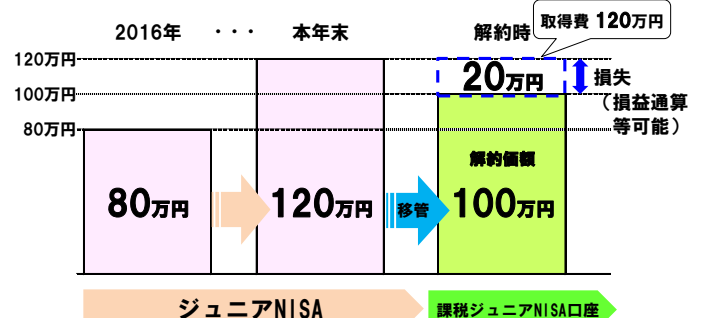 2016年 ・・・ 本年末 解約時
取得費 120万円
120万円
100万円
80万円
20万円
損失
（損益通算
等可能）
解約価額
80万円
120万円
移管
100万円
ジュニアNISA
課税ジュニアNISA口座